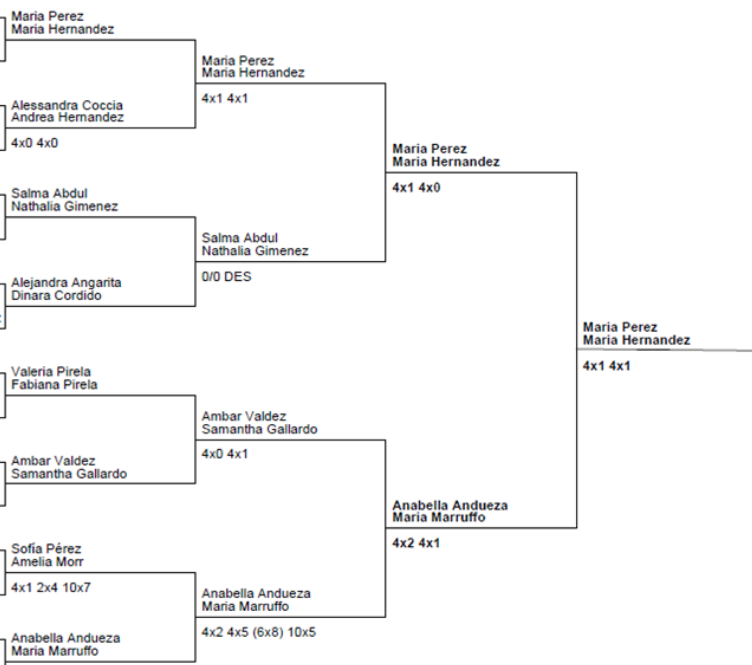 Maria Perez
Maria Hernandez
Maria Perez
Maria Hernandez
4x1 4x1
Alessandra Coccia
Andrea Hernandez
4x0 4x0
Maria Perez
Maria Hernandez
4x1 4x0
Salma Abdul
Nathalia Gimenez
Salma Abdul
Nathalia Gimenez
0/0 DES
Alejandra Angarita
Dinara Cordido
Maria Perez
Maria Hernandez
4x1 4x1
Valeria Pirela
Fabiana Pirela
Ambar Valdez
Samantha Gallardo
4x0 4x1
Ambar Valdez
Samantha Gallardo
Anabella Andueza
Maria Marruffo
4x2 4x1
Sofía Pérez
Amelia Morr
4x1 2x4 10x7
Anabella Andueza
Maria Marruffo
4x2 4x5 (6x8) 10x5
Anabella Andueza
Maria Marruffo